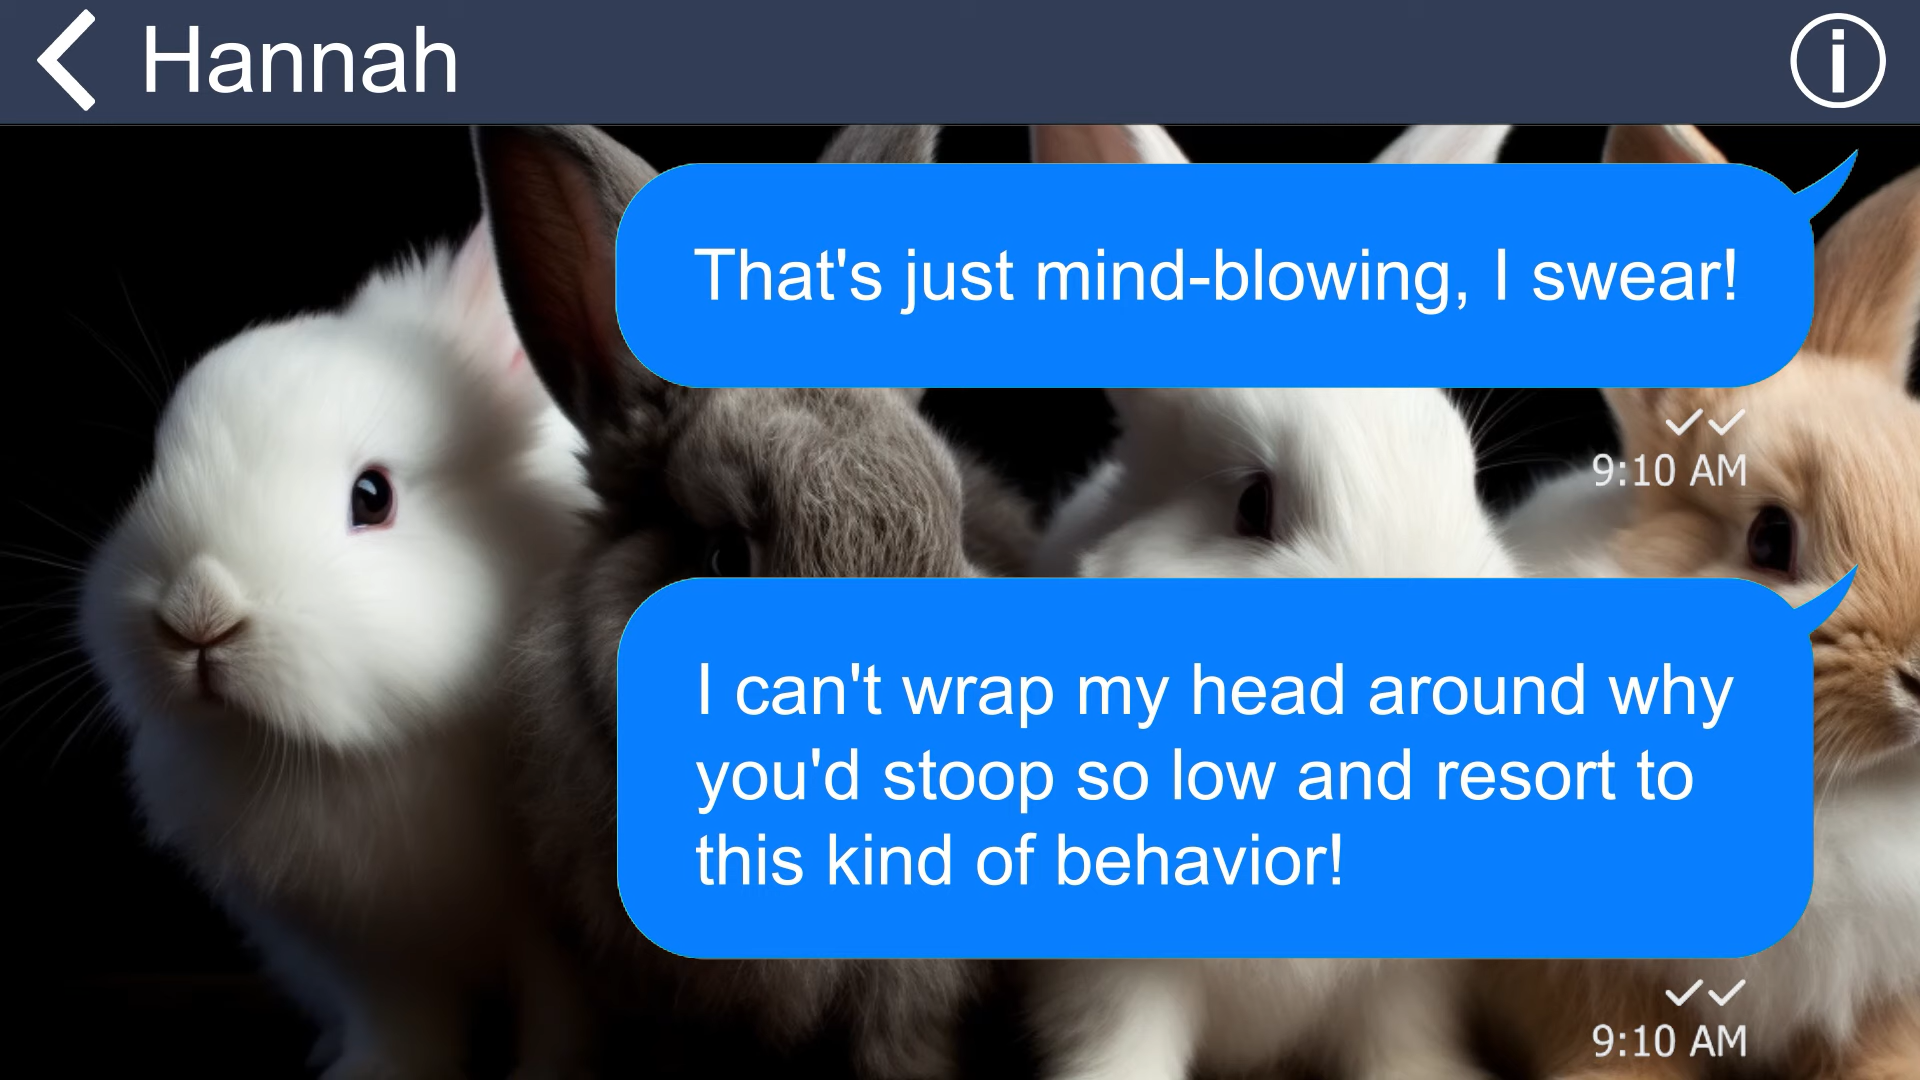 Hannah
That's just mind-blowing, I swear!
9:10 AM
I can't wrap my head around why
you'd stoop so low and resort to
this kind of behavior!
9:10 AM